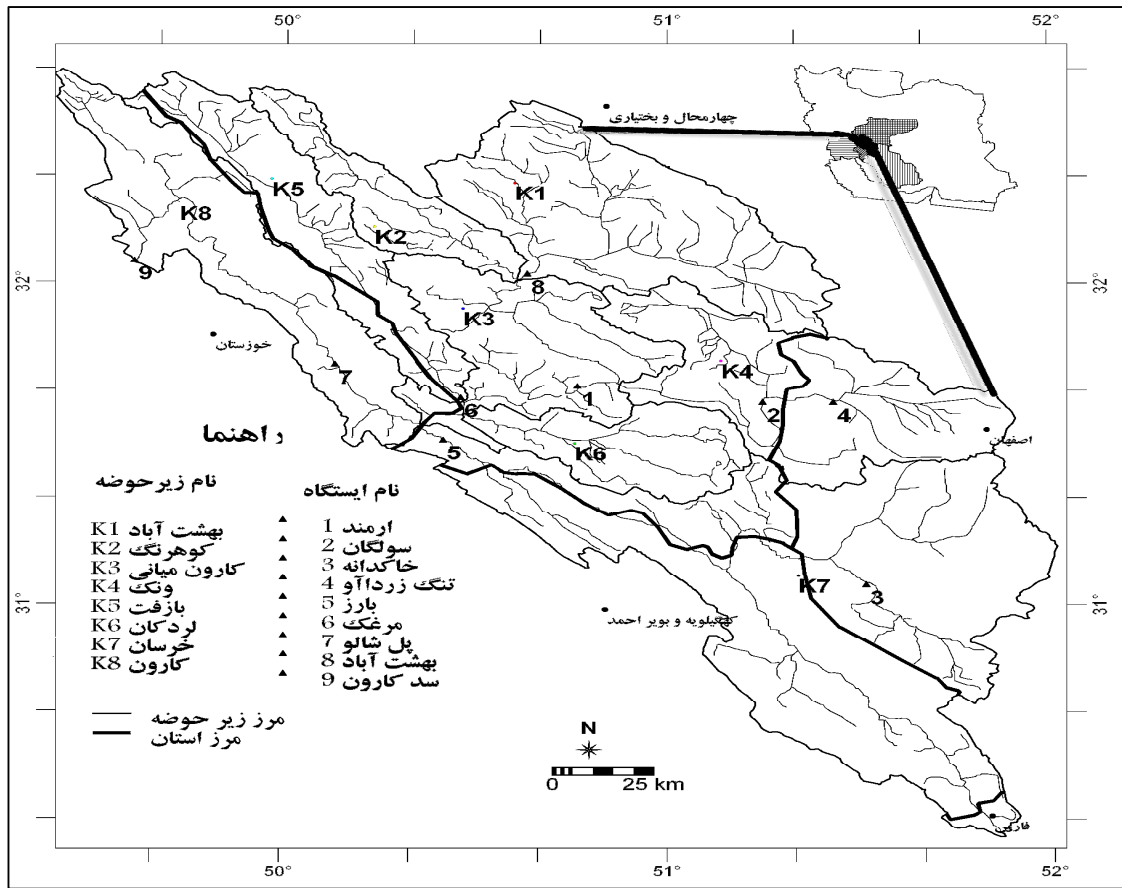 50° 51° 52°
چهارمحال و بختیاری
K5
K1
K8
K2
32° 32°
9
8
K3
خوزستان
7
K4
6
1
2
4
اصفهان
5
K6
راهنما
نام زیرحوضه
K1 بهشت آباد
K2 کوهرنگ
K3 کارون میانی
K4 ونک
K5 بازفت
K6 لردکان
K7 خرسان
K8 کارون
نام ایستگاه
1 ارمند
2 سولگان
3 خاکدانه
4 تنگ زرداآو
5 بارز
6 مرغک
7 پل شالو
8 بهشت آباد
9 سد کارون
مرز زیر حوضه
مرز استان
K7
3
31° 31°
کهگیلویه و بویر احمد
N
0 25 km
فارس
50° 51° 52°